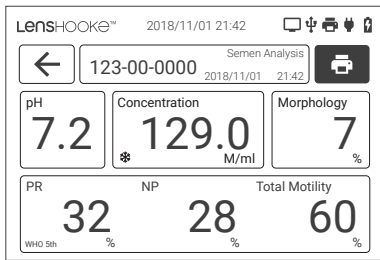 LENSHOOKE™ 2018/11/01 21:42
Semen Analysis
123-00-0000
2018/11/01 21:42
pH Concentration Morphology
7.2 129.0 7
M/ml %
PR NP Total Motility
32 28 60
WHO 5th % % %